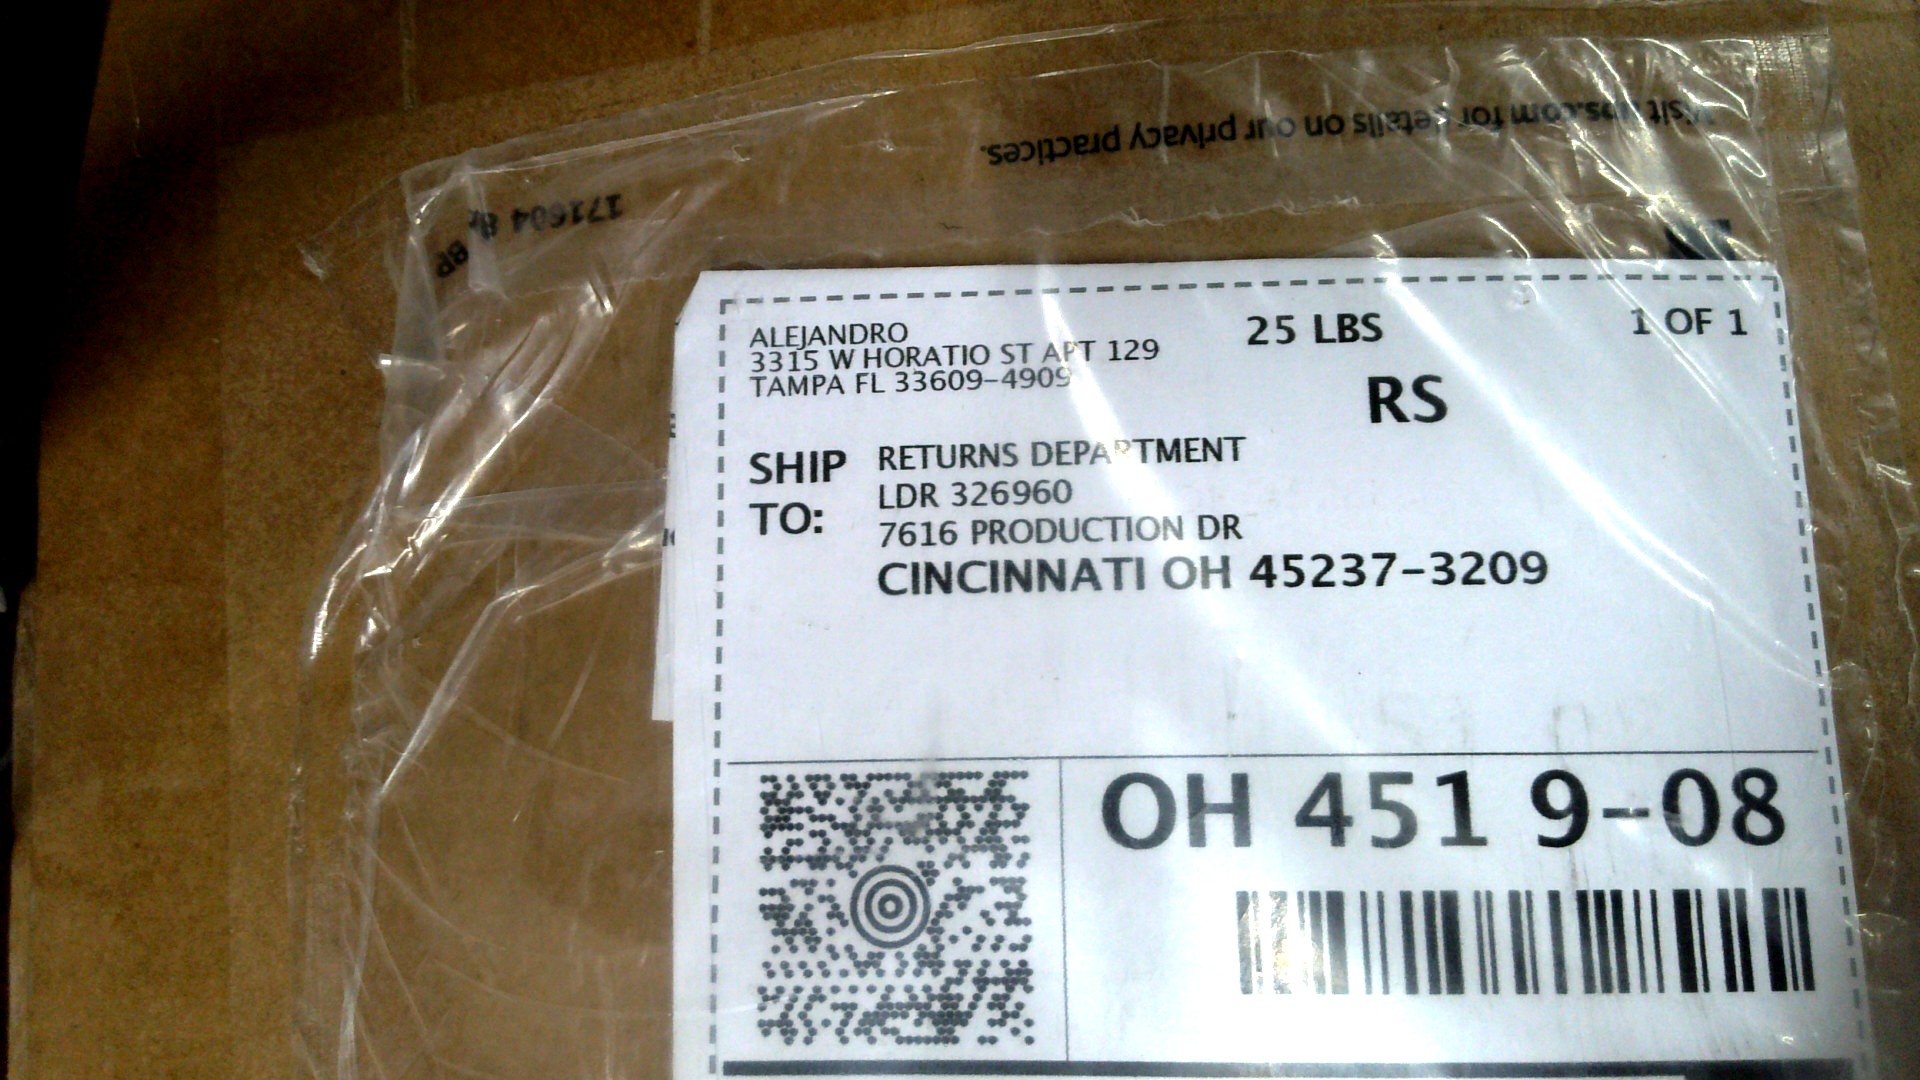 Visit ups.com for details on our privacy practices.
171604 8
ALEJANDRO
3315 W HORATIO ST APT 129
TAMPA FL 33609-4909
25 LBS
1 OF 1
RS
SHIP TO:
RETURNS DEPARTMENT
LDR 326960
7616 PRODUCTION DR
CINCINNATI OH 45237-3209
OH 451 9-08